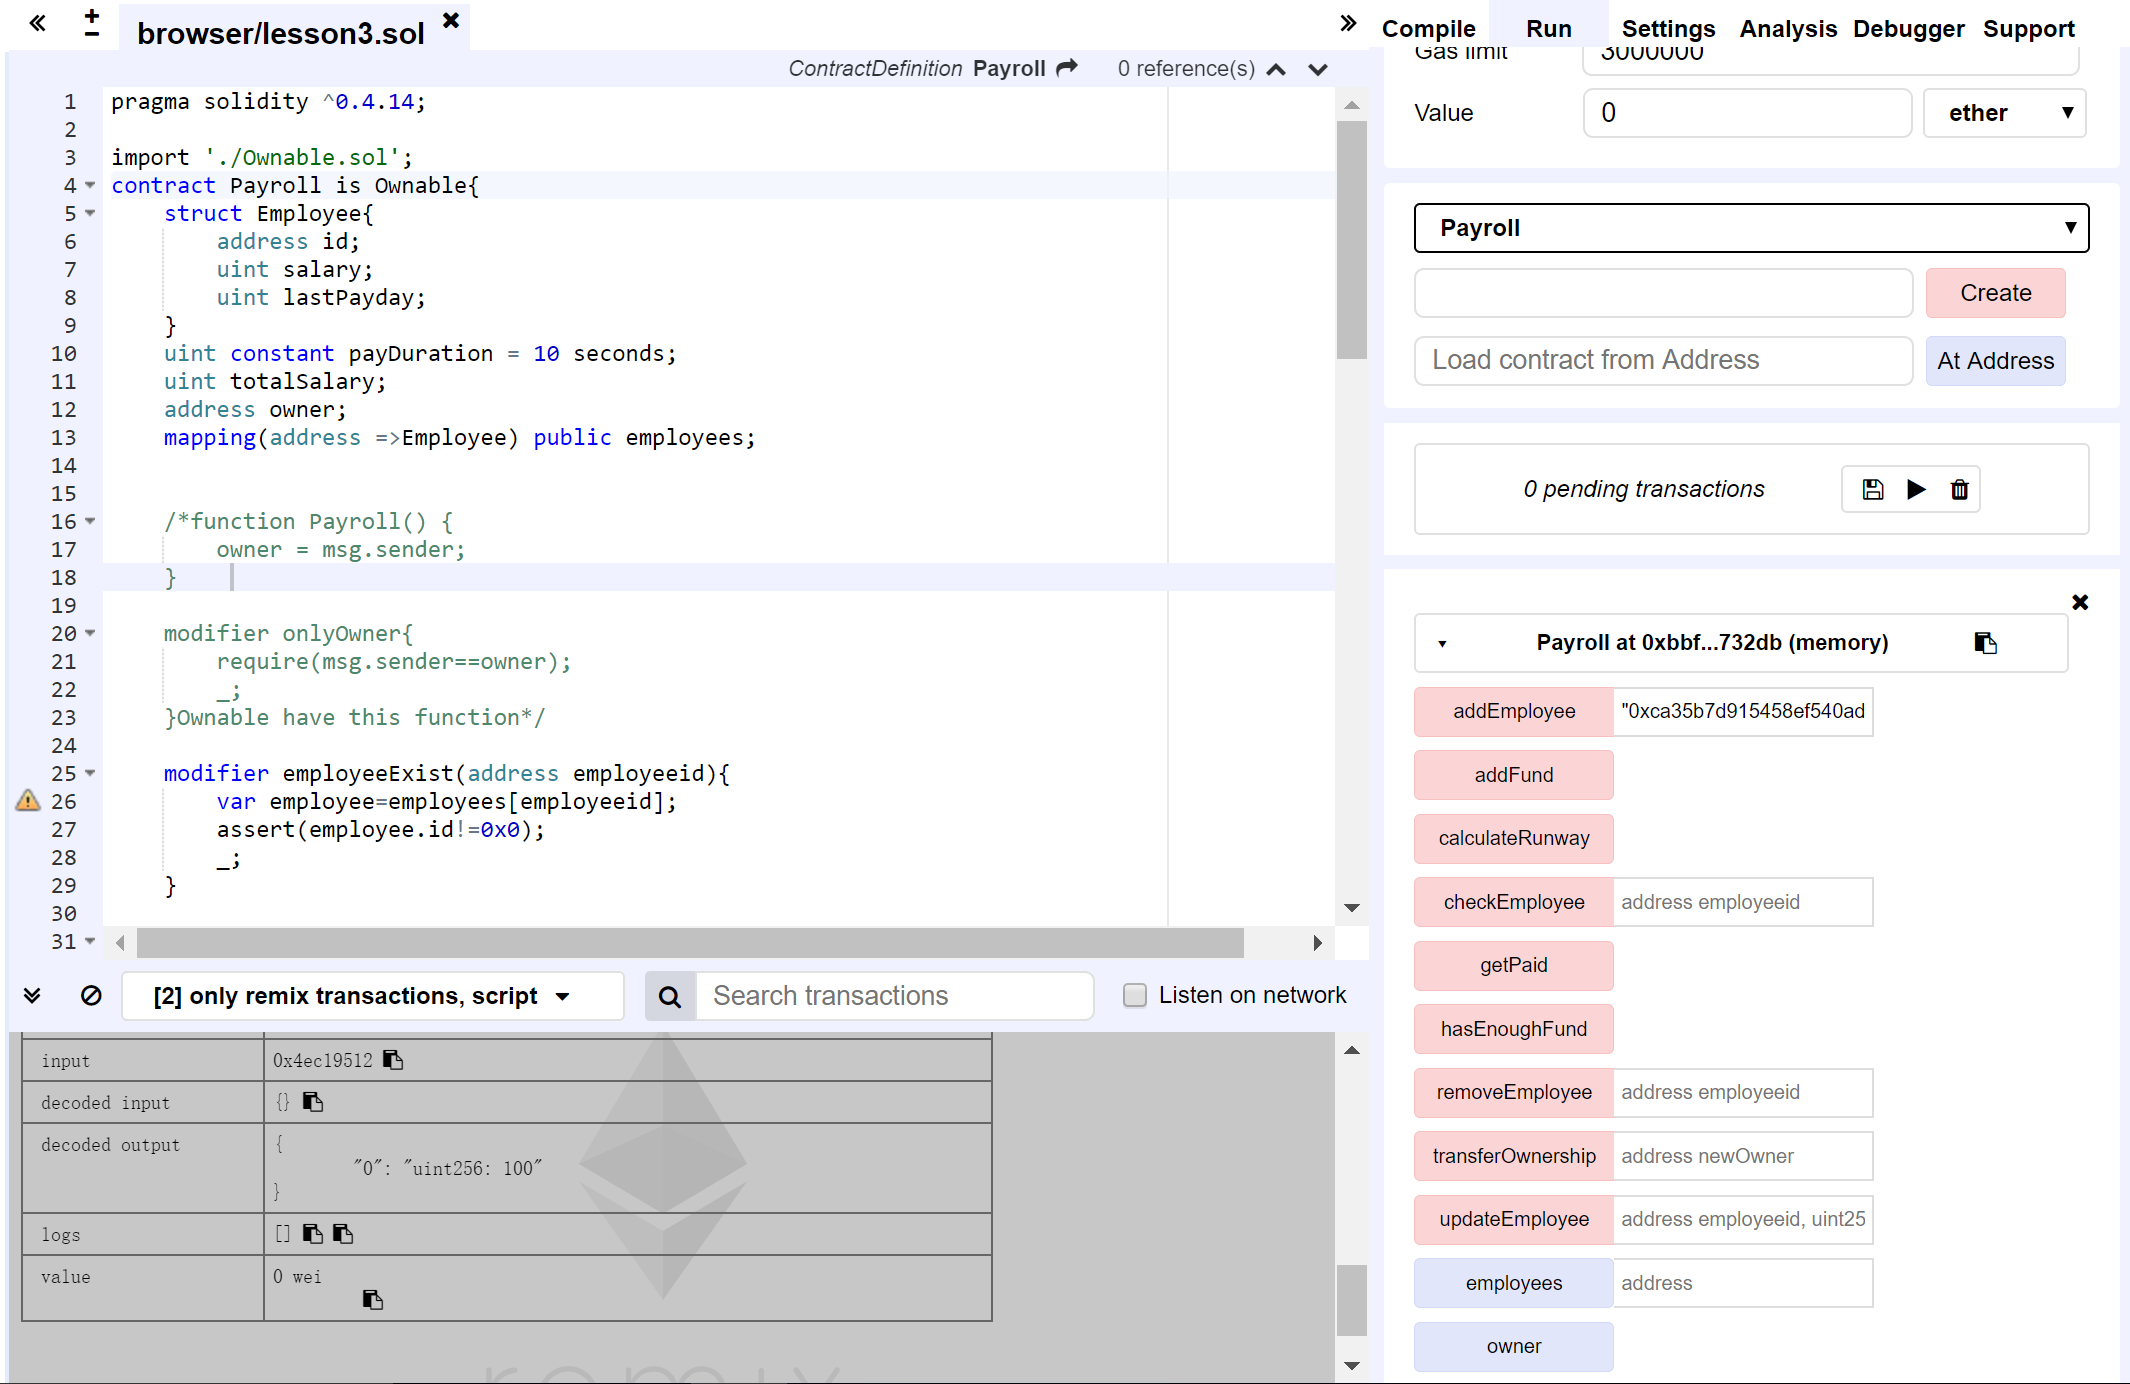 browser/lesson3.sol
ContractDefinition Payroll 0 reference(s)
1 pragma solidity ^0.4.14;
2
3 import './Ownable.sol';
4 contract Payroll is Ownable{
5 struct Employee{
6 address id;
7 uint salary;
8 uint lastPayday;
9 }
10 uint constant payDuration = 10 seconds;
11 uint totalSalary;
12 address owner;
13 mapping(address =>Employee) public employees;
14
15
16 /*function Payroll() {
17 owner = msg.sender;
18 }
19
20 modifier onlyOwner{
21 require(msg.sender==owner);
22 _;
23 }Ownable have this function*/
24
25 modifier employeeExist(address employeeid){
26 var employee=employees[employeeid];
27 assert(employee.id!=0x0);
28 _;
29 }
30
31
[2] only remix transactions, script
Search transactions
Listen on network
input 0x4ec19512
decoded input {}
decoded output {
"0": "uint256: 100"
}
logs []
value 0 wei
remix
Compile Run Settings Analysis Debugger Support
Gas limit 3000000
Value 0 ether
Payroll
Create
Load contract from Address At Address
0 pending transactions
Payroll at 0xbbf...732db (memory)
addEmployee "0xca35b7d915458ef540ad
addFund
calculateRunway
checkEmployee address employeeid
getPaid
hasEnoughFund
removeEmployee address employeeid
transferOwnership address newOwner
updateEmployee address employeeid, uint25
employees address
owner